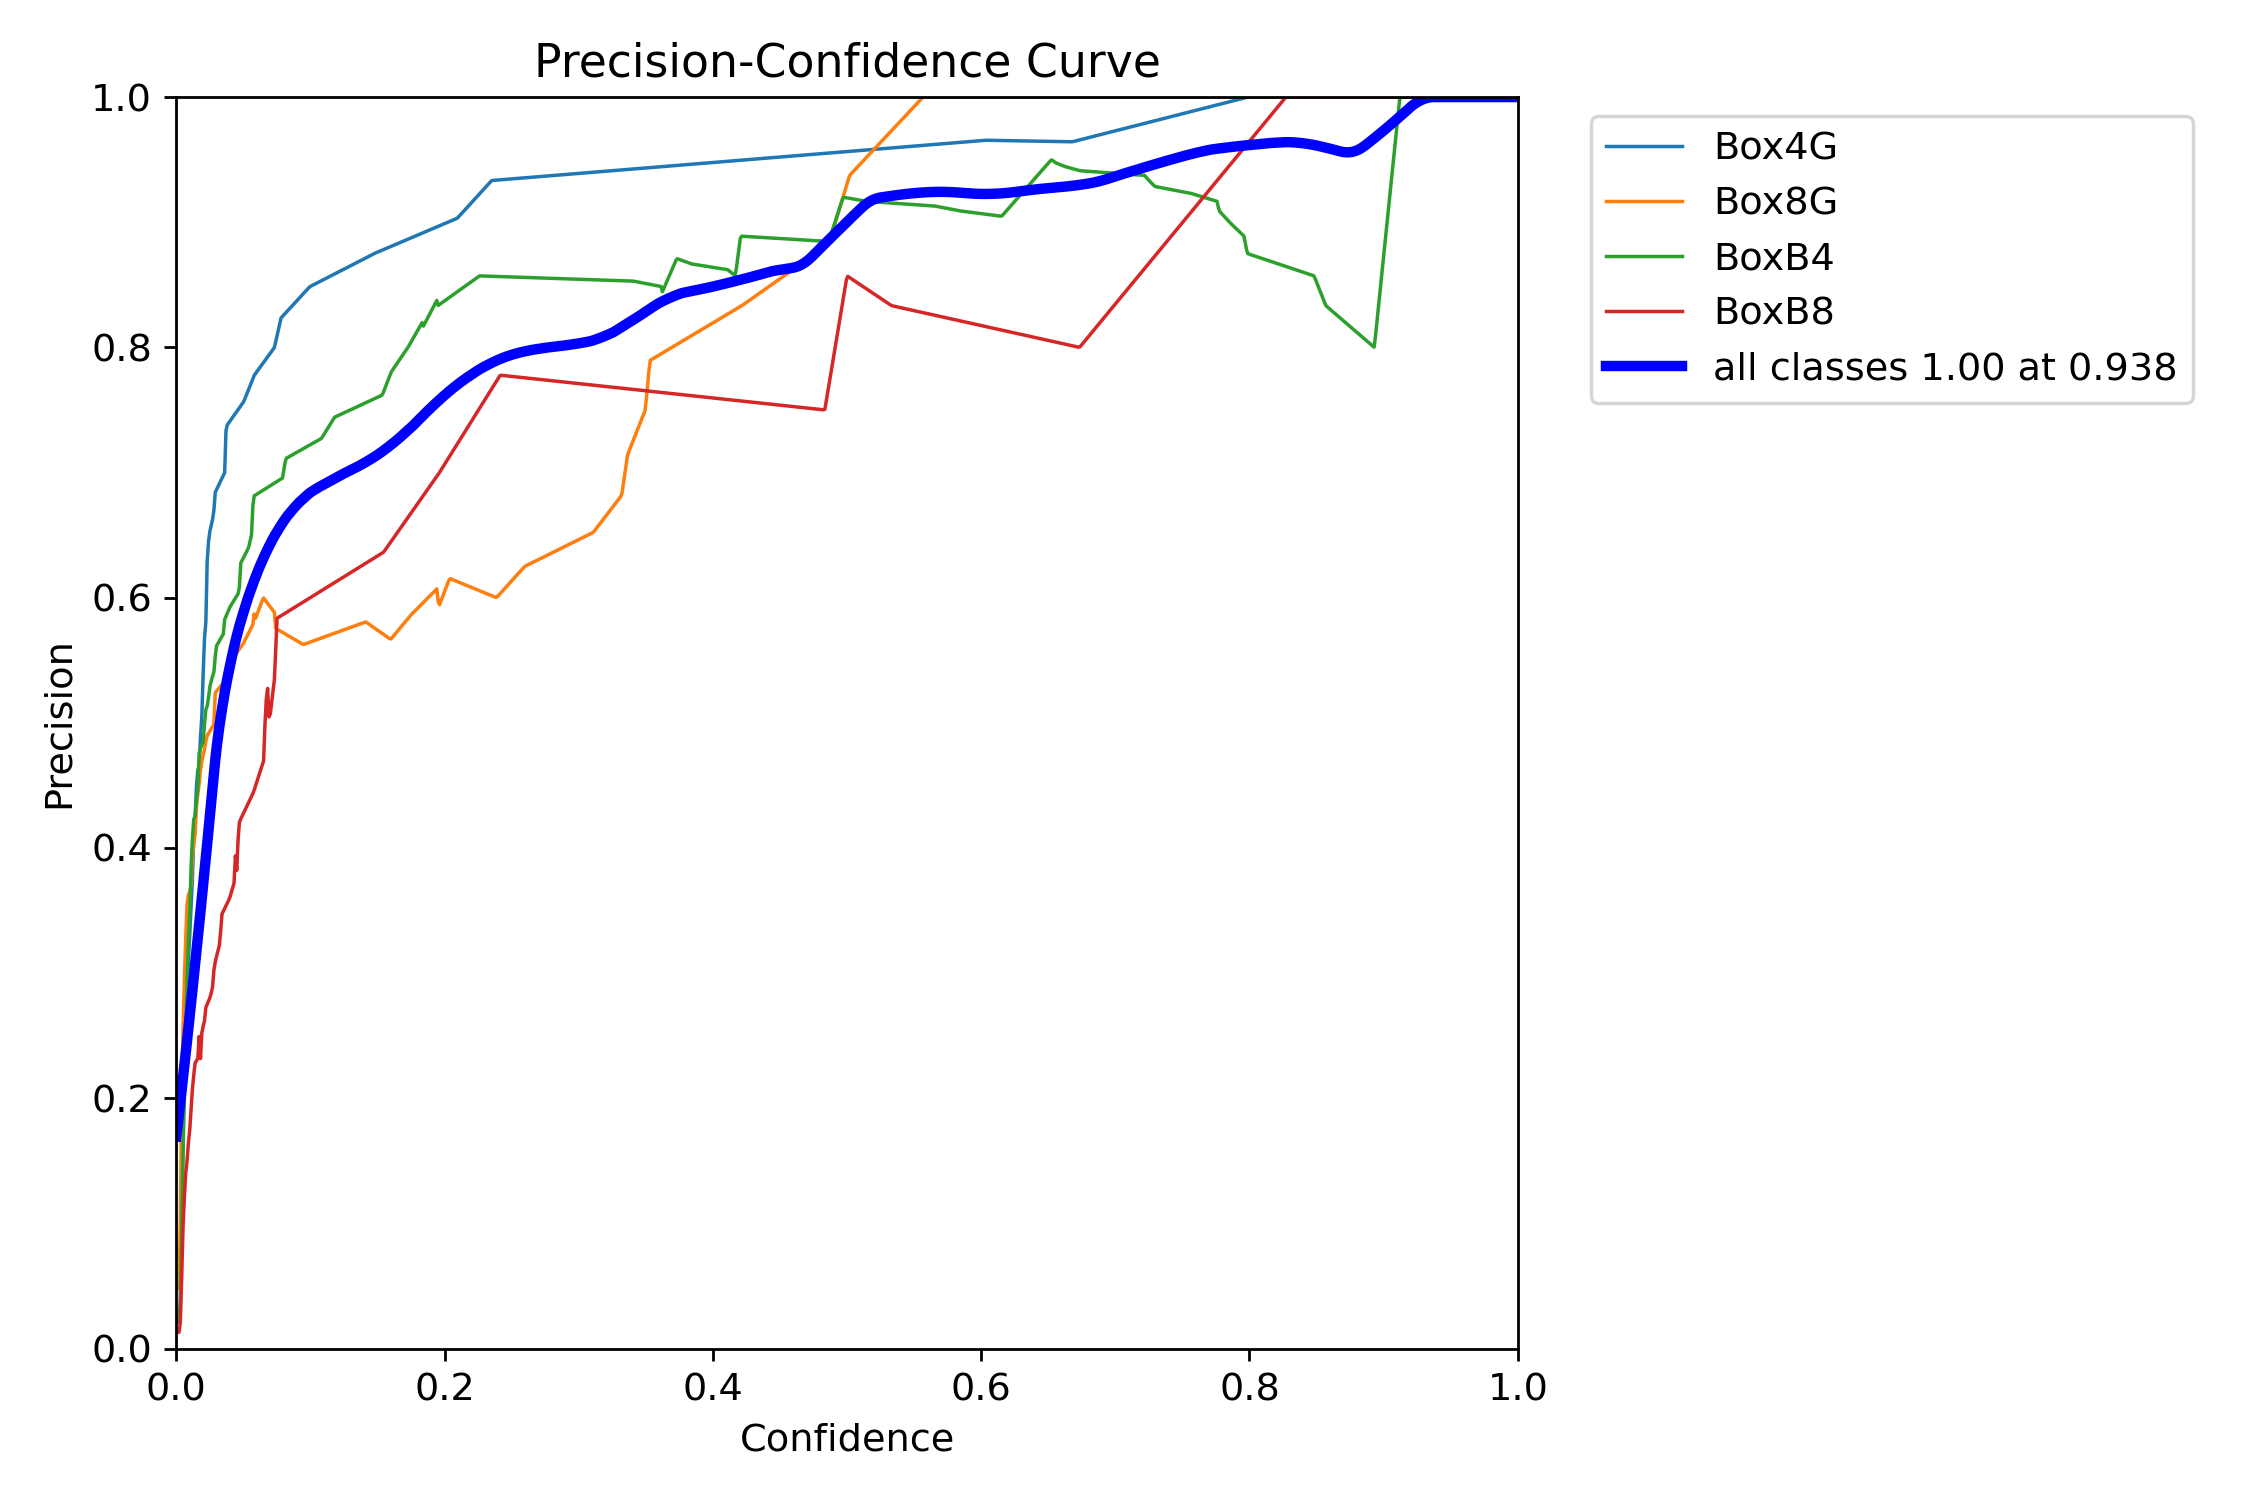 Precision-Confidence Curve
1.0
0.8
0.6
0.4
0.2
0.0
Precision
0.0 0.2 0.4 0.6 0.8 1.0
Confidence
Box4G
Box8G
BoxB4
BoxB8
all classes 1.00 at 0.938